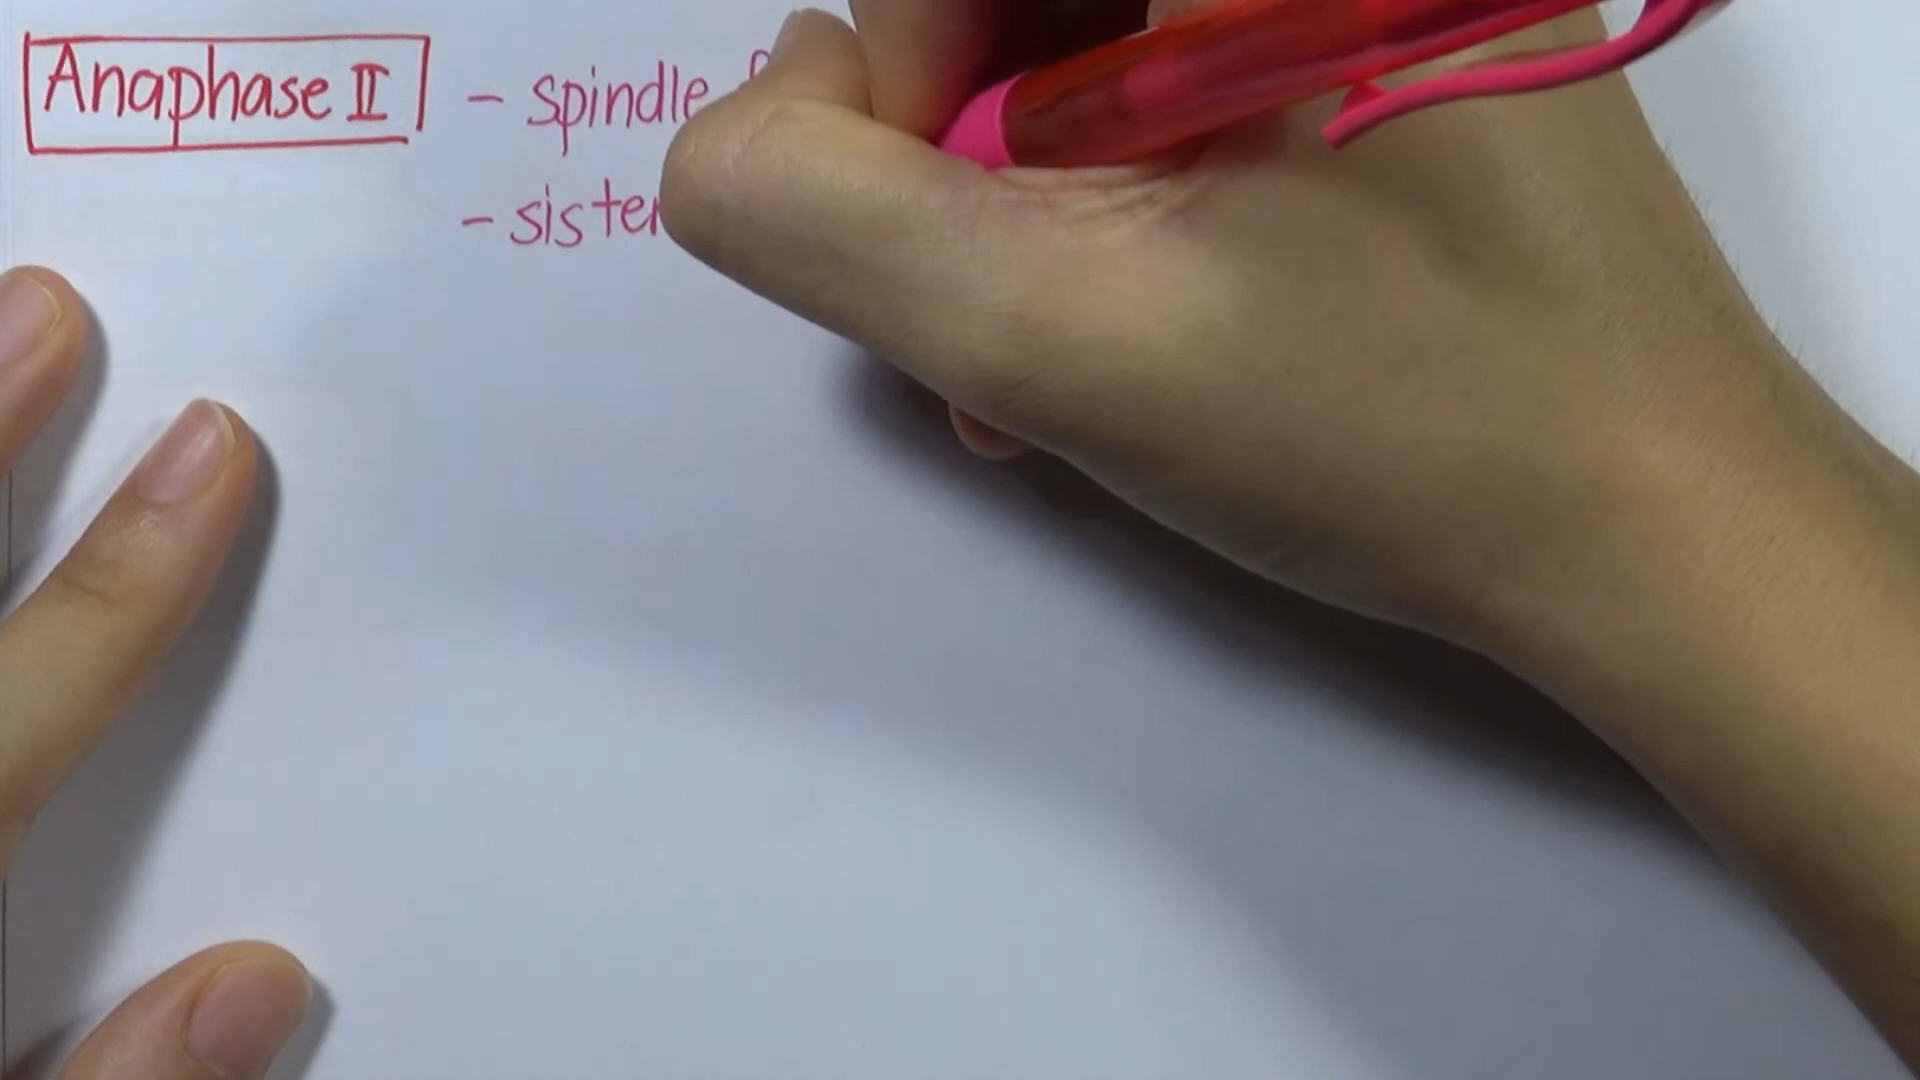 Anaphase II - spindle
- sister